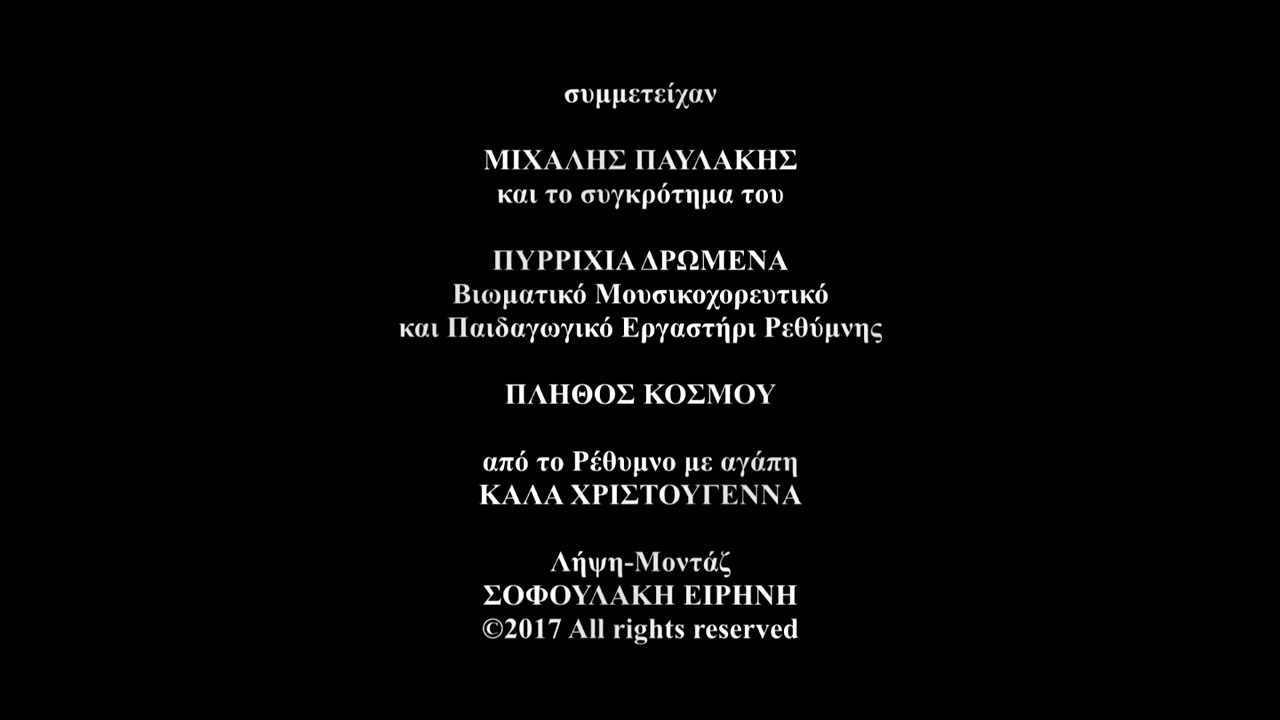 συμμετείχαν
ΜΙΧΑΛΗΣ ΠΑΥΛΑΚΗΣ
και το συγκρότημα του
ΠΥΡΡΙΧΙΑ ΔΡΩΜΕΝΑ
Βιωματικό Μουσικοχορευτικό
και Παιδαγωγικό Εργαστήρι Ρεθύμνης
ΠΛΗΘΟΣ ΚΟΣΜΟΥ
από το Ρέθυμνο με αγάπη
ΚΑΛΑ ΧΡΙΣΤΟΥΓΕΝΝΑ
Λήψη-Μοντάζ
ΣΟΦΟΥΛΑΚΗ ΕΙΡΗΝΗ
©2017 All rights reserved